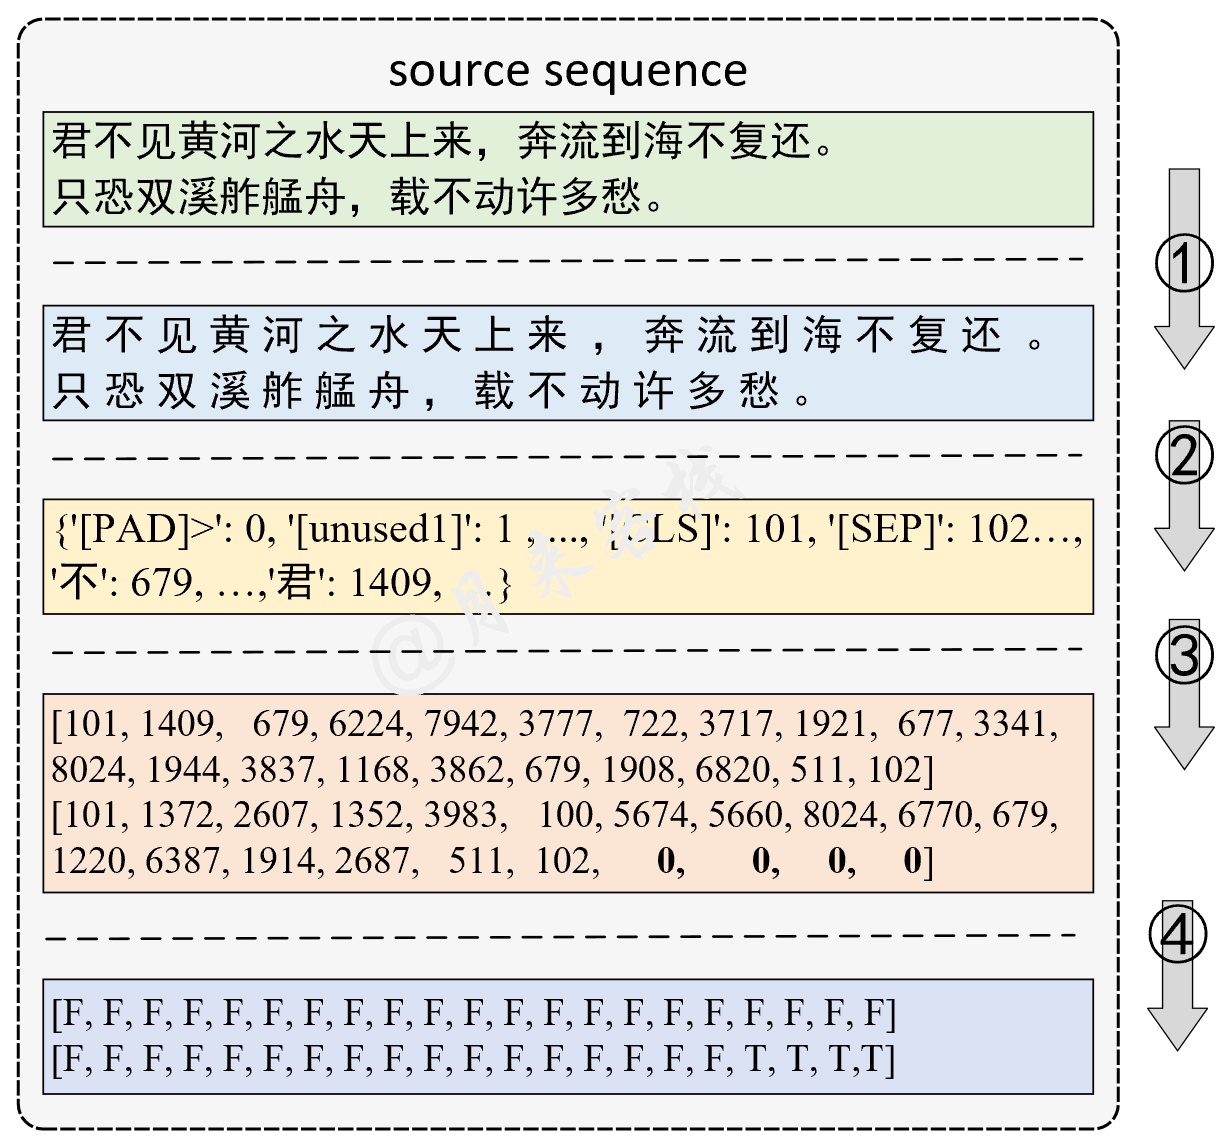 source sequence
君不见黄河之水天上来，奔流到海不复还。
只恐双溪舴艋舟，载不动许多愁。
①
君 不 见 黄 河 之 水 天 上 来 ， 奔 流 到 海 不 复 还 。
只 恐 双 溪 舴 艋 舟 ， 载 不 动 许 多 愁 。
②
{'[PAD]>': 0, '[unused1]': 1 , ..., '[CLS]': 101, '[SEP]': 102…,
'不': 679, …,'君': 1409, …}
@月来客栈
③
[101, 1409, 679, 6224, 7942, 3777, 722, 3717, 1921, 677, 3341,
8024, 1944, 3837, 1168, 3862, 679, 1908, 6820, 511, 102]
[101, 1372, 2607, 1352, 3983, 100, 5674, 5660, 8024, 6770, 679,
1220, 6387, 1914, 2687, 511, 102, 0, 0, 0, 0]
④
[F, F, F, F, F, F, F, F, F, F, F, F, F, F, F, F, F, F, F, F, F]
[F, F, F, F, F, F, F, F, F, F, F, F, F, F, F, F, F, T, T, T,T]